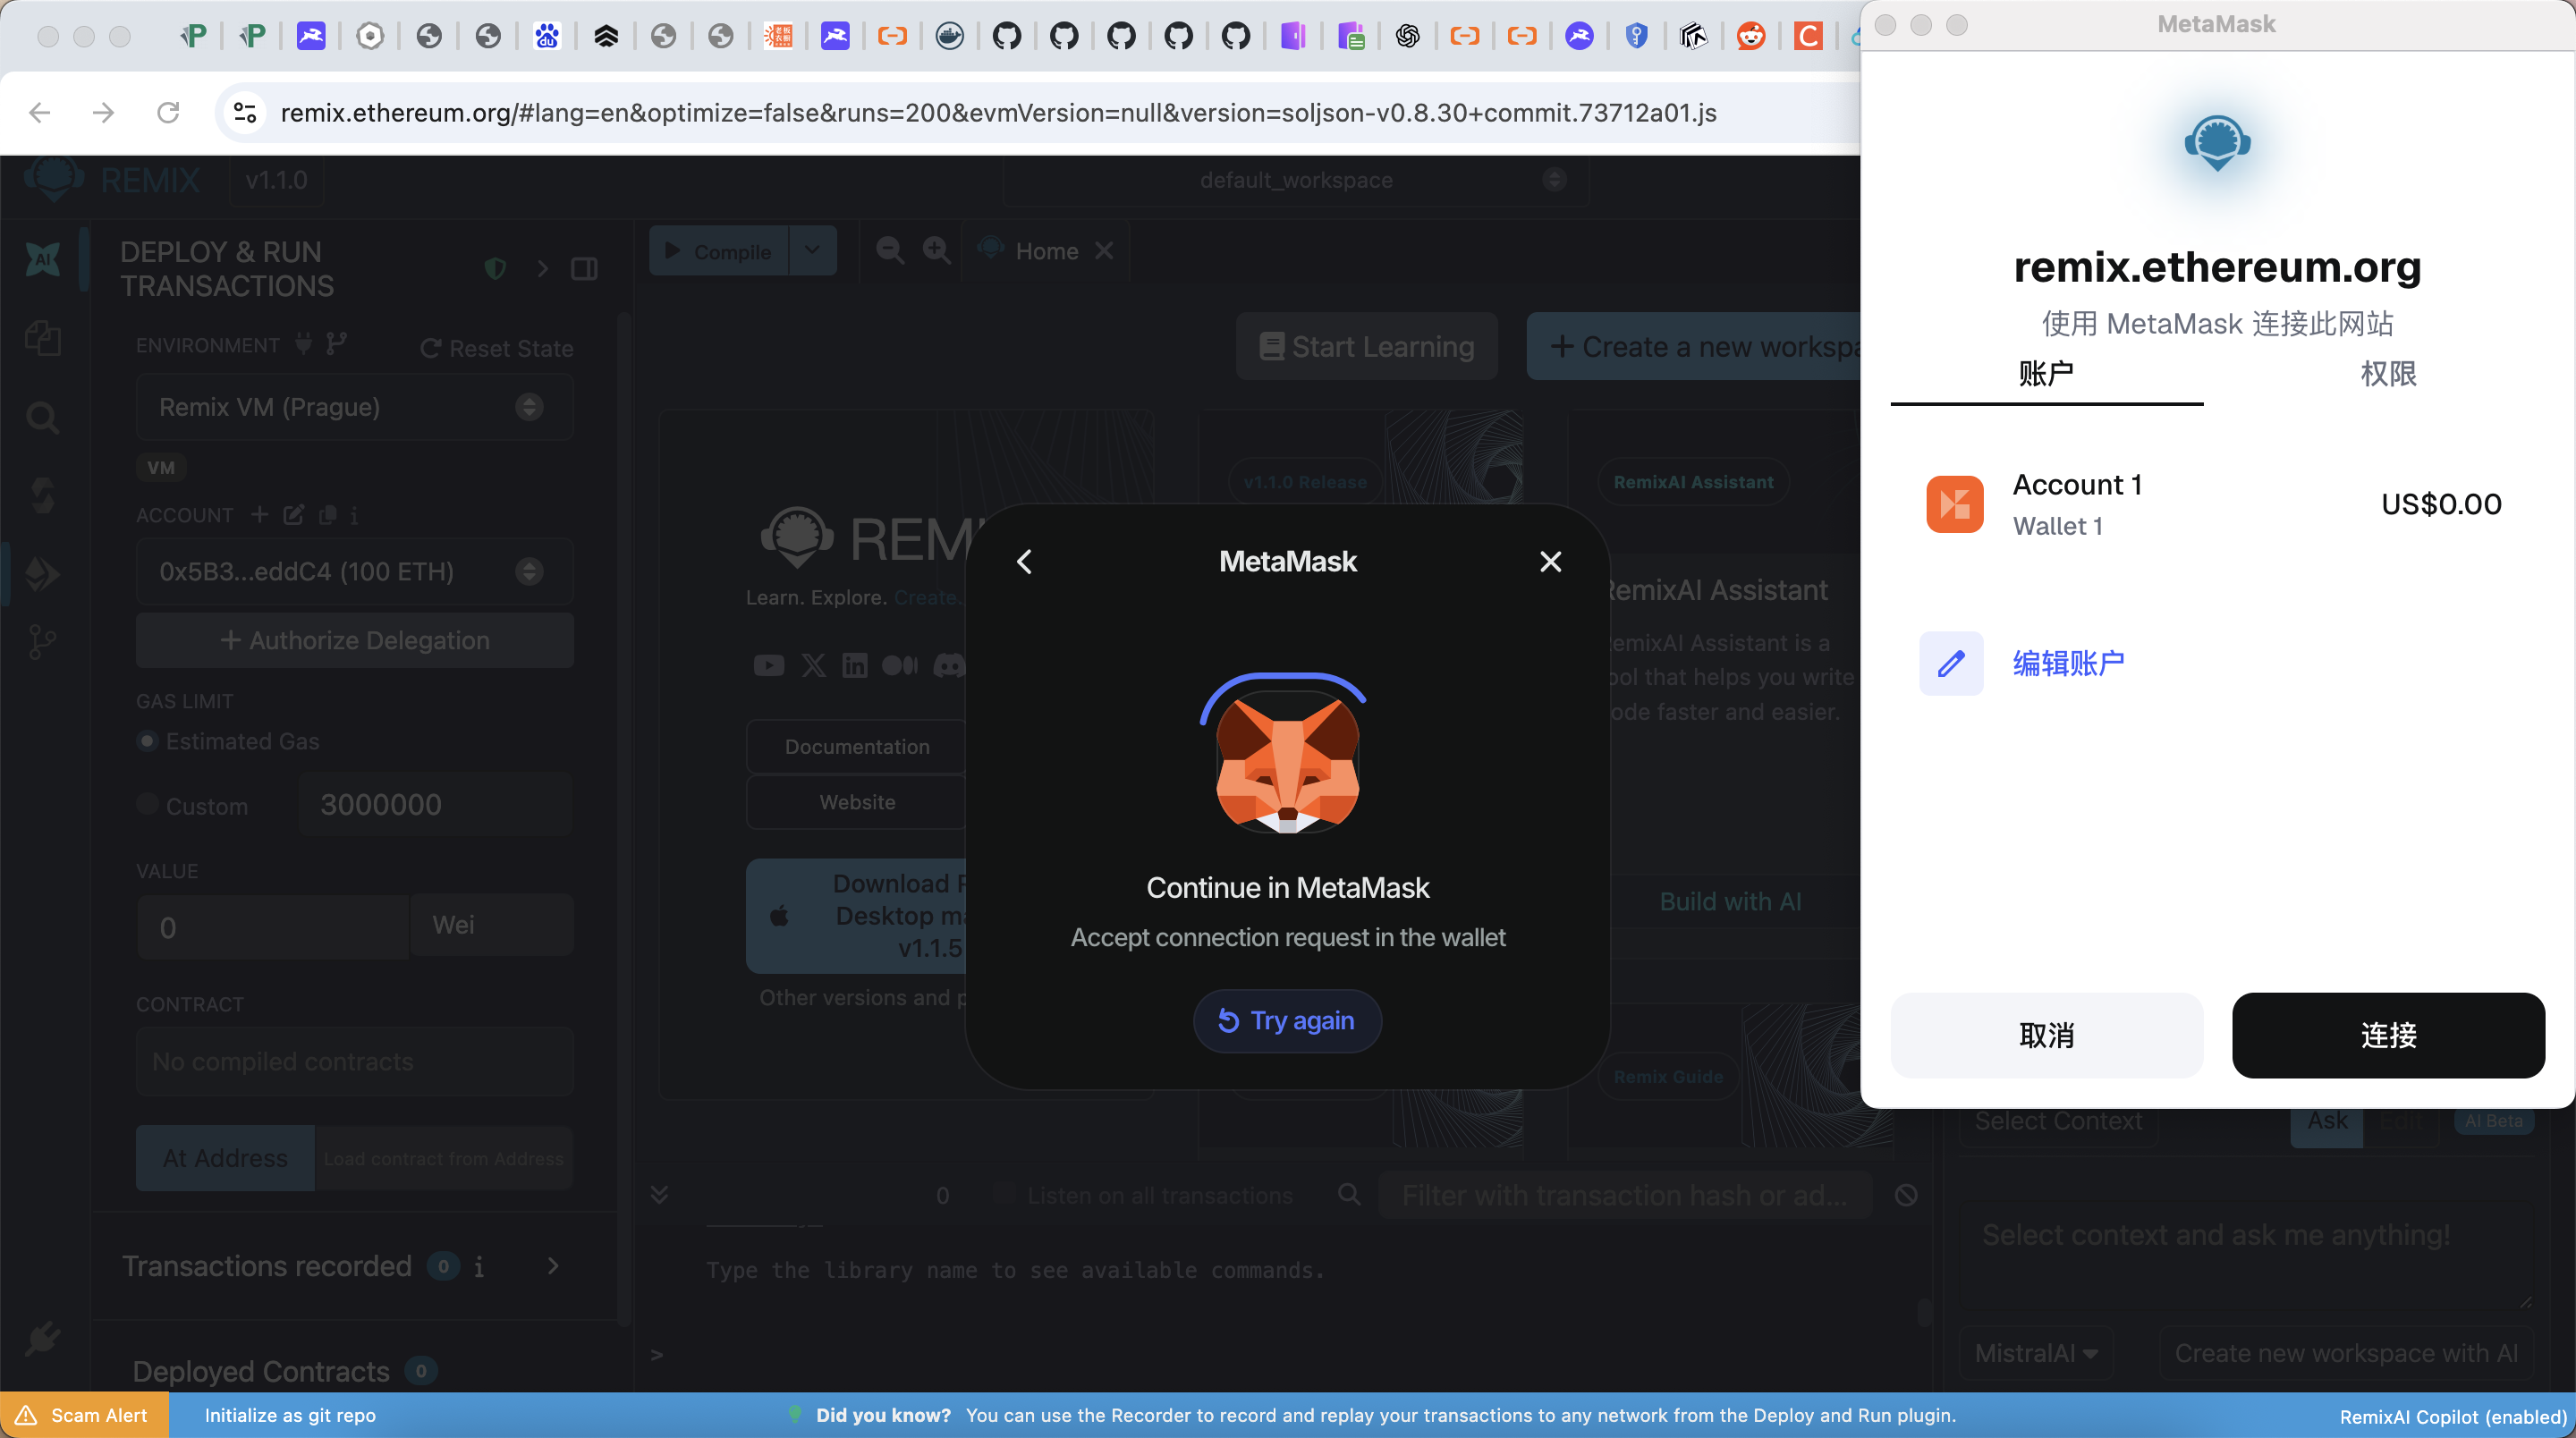 remix.ethereum.org/#lang=en&optimize=false&runs=200&evmVersion=null&version=soljson-v0.8.30+commit.73712a01.js
REMIX
v1.1.0
default_workspace
DEPLOY & RUN
TRANSACTIONS
ENVIRONMENT
Reset State
Remix VM (Prague)
VM
ACCOUNT
0x5B3...eddC4 (100 ETH)
Authorize Delegation
GAS LIMIT
Estimated Gas
Custom
3000000
VALUE
0
Wei
CONTRACT
No compiled contracts
At Address
Load contract from Address
Transactions recorded
0
Deployed Contracts
0
Compile
Home
Start Learning
Create a new workspa
REM
Learn. Explore. Create.
Documentation
Website
Download
Desktop ma
v1.1.5
Other versions and p
v1.1.0 Release
RemixAI Assistant
RemixAI Assistant
RemixAI Assistant is a
tool that helps you write
code faster and easier.
Build with AI
Remix Guide
MetaMask
Continue in MetaMask
Accept connection request in the wallet
Try again
0
Listen on all transactions
Filter with transaction hash or ad...
Type the library name to see available commands.
>
MetaMask
remix.ethereum.org
使用 MetaMask 连接此网站
账户
权限
Account 1
Wallet 1
US$0.00
编辑账户
取消
连接
Select Context
Ask
Edit
AI Beta
Select context and ask me anything!
MistralAI
Create new workspace with AI
Scam Alert
Initialize as git repo
Did you know? You can use the Recorder to record and replay your transactions to any network from the Deploy and Run plugin.
RemixAI Copilot (enabled)